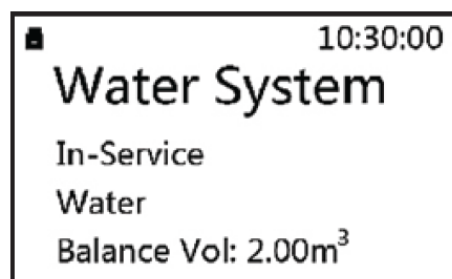 10:30:00
Water System
In-Service
Water
Balance Vol: 2.00m³